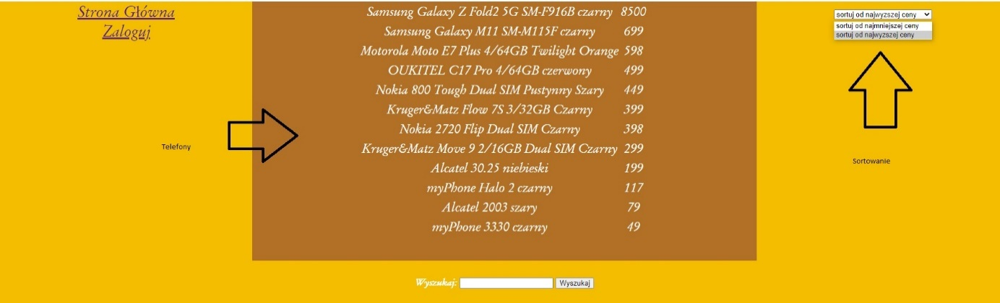 Strona Główna
Zaloguj
Telefony
Samsung Galaxy Z Fold2 5G SM-F916B czarny 8500
Samsung Galaxy M11 SM-M115F czarny 699
Motorola Moto E7 Plus 4/64GB Twilight Orange 598
OUKITEL C17 Pro 4/64GB czerwony 499
Nokia 800 Tough Dual SIM Pustynny Szary 449
Kruger&Matz Flow 7S 3/32GB Czarny 399
Nokia 2720 Flip Dual SIM Czarny 398
Kruger&Matz Move 9 2/16GB Dual SIM Czarny 299
Alcatel 30.25 niebieski 199
myPhone Halo 2 czarny 117
Alcatel 2003 szary 79
myPhone 3330 czarny 49
Wyszukaj: Wyszukaj
sortuj od najwyzszej ceny
sortuj od najmniejszej ceny
sortuj od najwyzszej ceny
Sortowanie